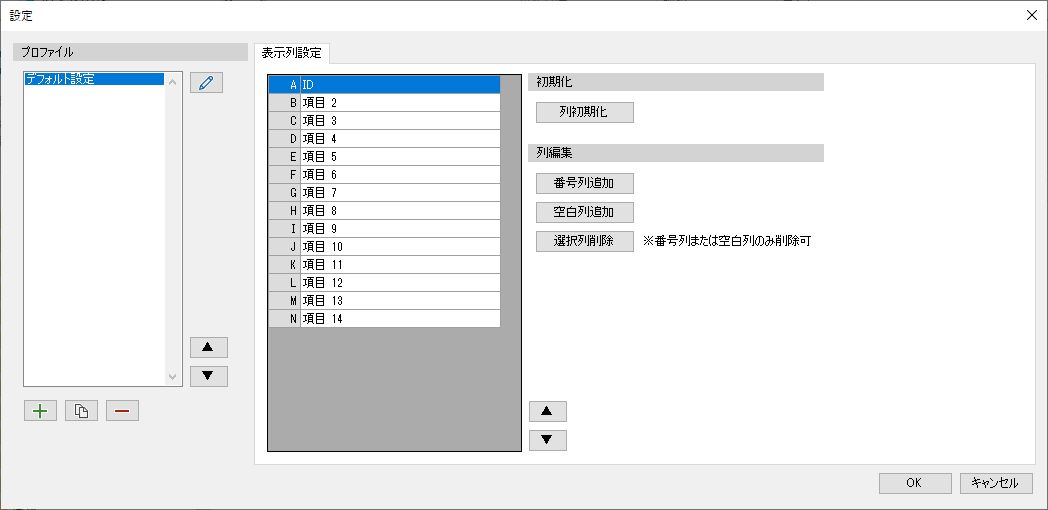 設定
プロファイル
デフォルト設定
表示列設定
A ID
B 項目 2
C 項目 3
D 項目 4
E 項目 5
F 項目 6
G 項目 7
H 項目 8
I 項目 9
J 項目 10
K 項目 11
L 項目 12
M 項目 13
N 項目 14
初期化
列初期化
列編集
番号列追加
空白列追加
選択列削除 ※番号列または空白列のみ削除可
OK キャンセル